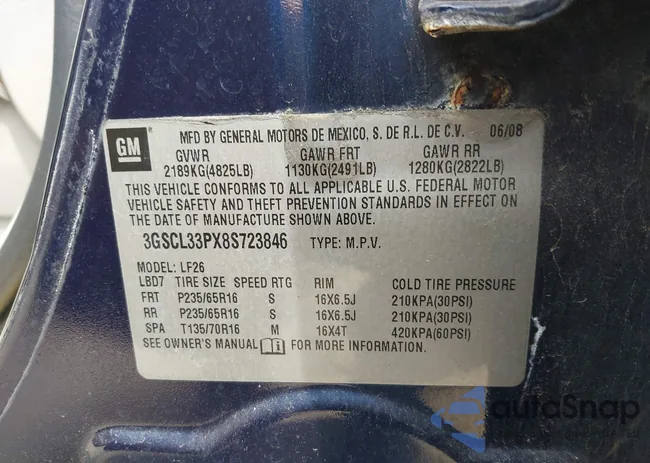 GM
MFD BY GENERAL MOTORS DE MEXICO, S. DE R.L. DE C.V. 06/08
GVWR GAWR FRT GAWR RR
2189KG(4825LB) 1130KG(2491LB) 1280KG(2822LB)
THIS VEHICLE CONFORMS TO ALL APPLICABLE U.S. FEDERAL MOTOR
VEHICLE SAFETY AND THEFT PREVENTION STANDARDS IN EFFECT ON
THE DATE OF MANUFACTURE SHOWN ABOVE.
3GSCL33PX8S723846 TYPE: M.P.V.
MODEL: LF26
LBD7 TIRE SIZE SPEED RTG RIM COLD TIRE PRESSURE
FRT P235/65R16 S 16X6.5J 210KPA(30PSI)
RR P235/65R16 S 16X6.5J 210KPA(30PSI)
SPA T135/70R16 M 16X4T 420KPA(60PSI)
SEE OWNER'S MANUAL FOR MORE INFORMATION.
autoSnap